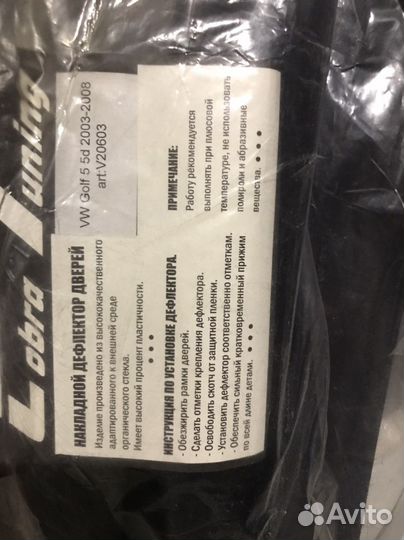 Cobra Tuning
VW Golf 5 5d 2003-2008
art:V20603
НАКЛАДНОЙ ДЕФЛЕКТОР ДВЕРЕЙ
Изделие произведено из высококачественного
адаптированного к внешней среде
органического стекла.
Имеет высокий процент пластичности.
• • •
ИНСТРУКЦИЯ ПО УСТАНОВКЕ ДЕФЛЕКТОРА.
- Обезжирить рамки дверей.
- Сделать отметки крепления дефлектора.
- Освободить скотч от защитной пленки.
- Установить дефлектор соответственно отметкам.
- Обеспечить сильный кратковременный прижим
по всей длине детали. • • •
ПРИМЕЧАНИЕ:
Работу рекомендуется
выполнять при плюсовой
температуре, не использовать
полироли и абразивные
вещества. • • •
Avito